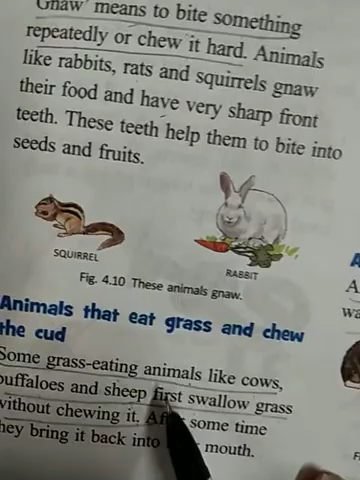 Gnaw' means to bite something
repeatedly or chew it hard. Animals
like rabbits, rats and squirrels gnaw
their food and have very sharp front
teeth. These teeth help them to bite into
seeds and fruits.
SQUIRREL
RABBIT
Fig. 4.10 These animals gnaw.
Animals that eat grass and chew
the cud
Some grass-eating animals like cows,
buffaloes and sheep first swallow grass
without chewing it. some time
they bring it back into mouth.
A
A
wa